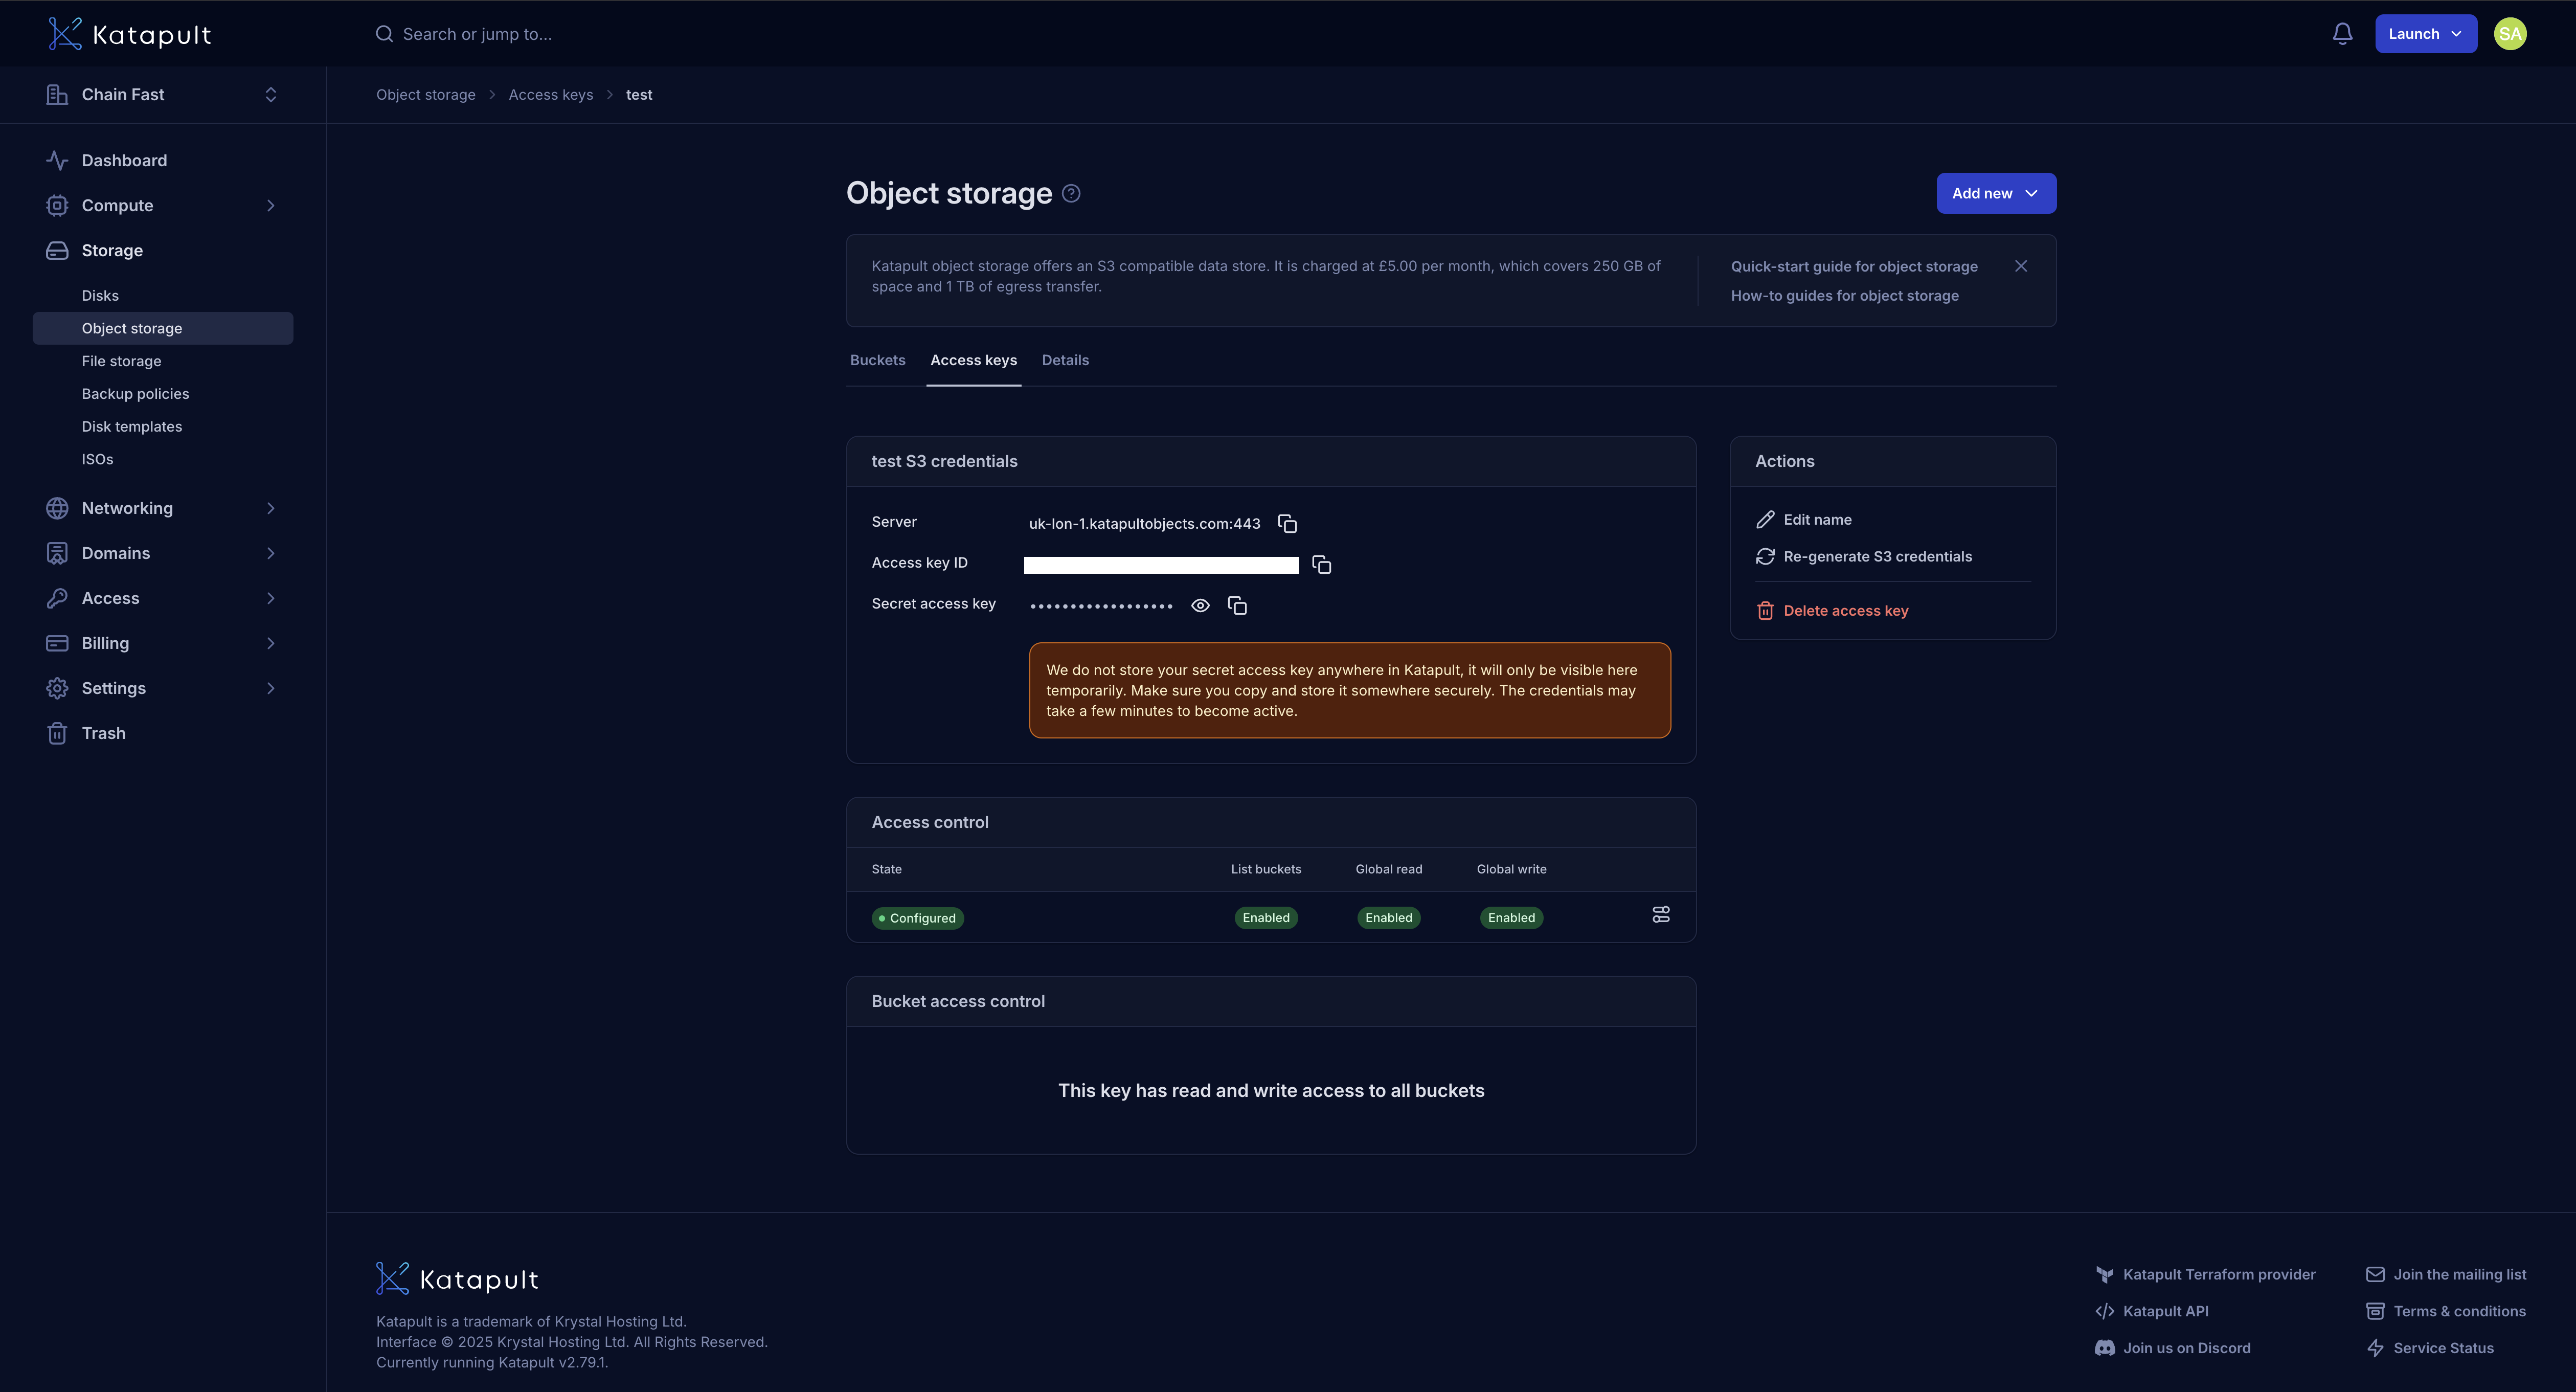 Katapult
Search or jump to...
Launch
SA
Chain Fast
Object storage > Access keys > test
Dashboard
Compute
Storage
Disks
Object storage
File storage
Backup policies
Disk templates
ISOs
Networking
Domains
Access
Billing
Settings
Trash
Object storage
Add new
Katapult object storage offers an S3 compatible data store. It is charged at £5.00 per month, which covers 250 GB of
space and 1 TB of egress transfer.
Quick-start guide for object storage
How-to guides for object storage
Buckets Access keys Details
test S3 credentials
Server uk-lon-1.katapultobjects.com:443
Access key ID
Secret access key ••••••••••••••••••
We do not store your secret access key anywhere in Katapult, it will only be visible here
temporarily. Make sure you copy and store it somewhere securely. The credentials may
take a few minutes to become active.
Actions
Edit name
Re-generate S3 credentials
Delete access key
Access control
State List buckets Global read Global write
Configured Enabled Enabled Enabled
Bucket access control
This key has read and write access to all buckets
Katapult
Katapult is a trademark of Krystal Hosting Ltd.
Interface © 2025 Krystal Hosting Ltd. All Rights Reserved.
Currently running Katapult v2.79.1.
Katapult Terraform provider
Katapult API
Join us on Discord
Join the mailing list
Terms & conditions
Service Status